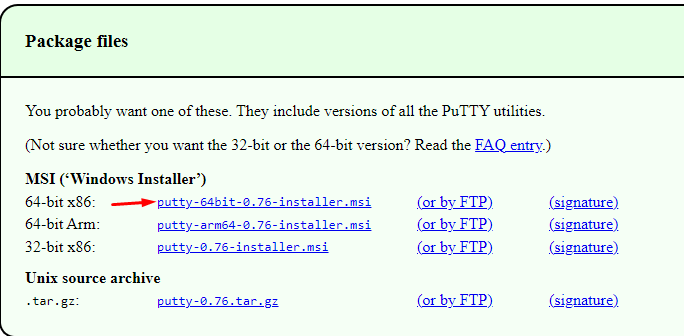 Package files
You probably want one of these. They include versions of all the PuTTY utilities.
(Not sure whether you want the 32-bit or the 64-bit version? Read the FAQ entry.)
MSI (‘Windows Installer’)
64-bit x86: putty-64bit-0.76-installer.msi (or by FTP) (signature)
64-bit Arm: putty-arm64-0.76-installer.msi (or by FTP) (signature)
32-bit x86: putty-0.76-installer.msi (or by FTP) (signature)
Unix source archive
.tar.gz: putty-0.76.tar.gz (or by FTP) (signature)